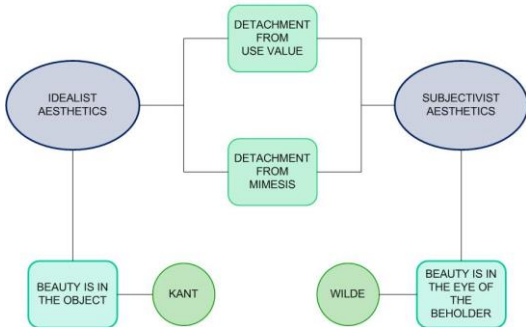 DETACHMENT
FROM
USE VALUE
IDEALIST
AESTHETICS
SUBJECTIVIST
AESTHETICS
DETACHMENT
FROM
MIMESIS
BEAUTY IS IN
THE OBJECT
KANT
WILDE
BEAUTY IS IN
THE EYE OF
THE
BEHOLDER